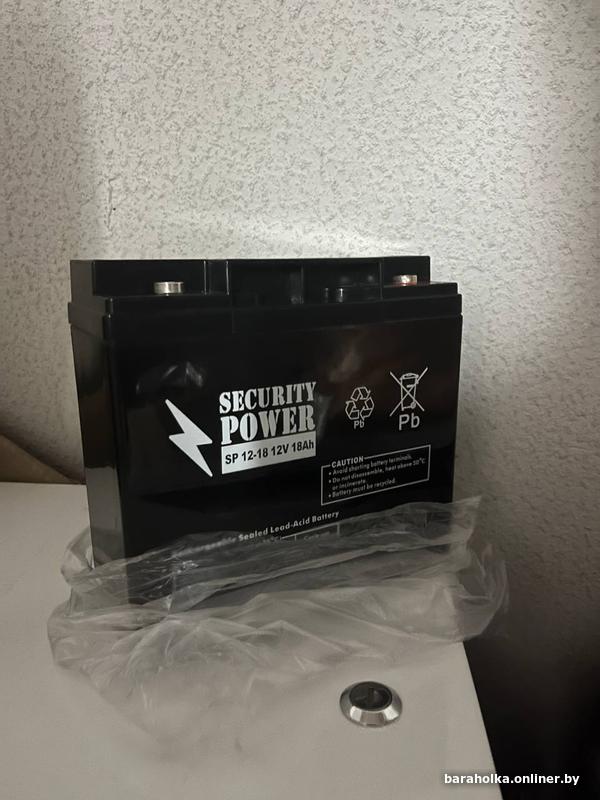 SECURITY
POWER
SP 12-18 12V 18Ah
Pb
Pb
CAUTION
• Avoid shorting battery terminals.
• Do not disassemble, heat above 50°C
or incinerate.
• Battery must be recycled.
Sealed Lead-Acid Battery
baraholka.onliner.by